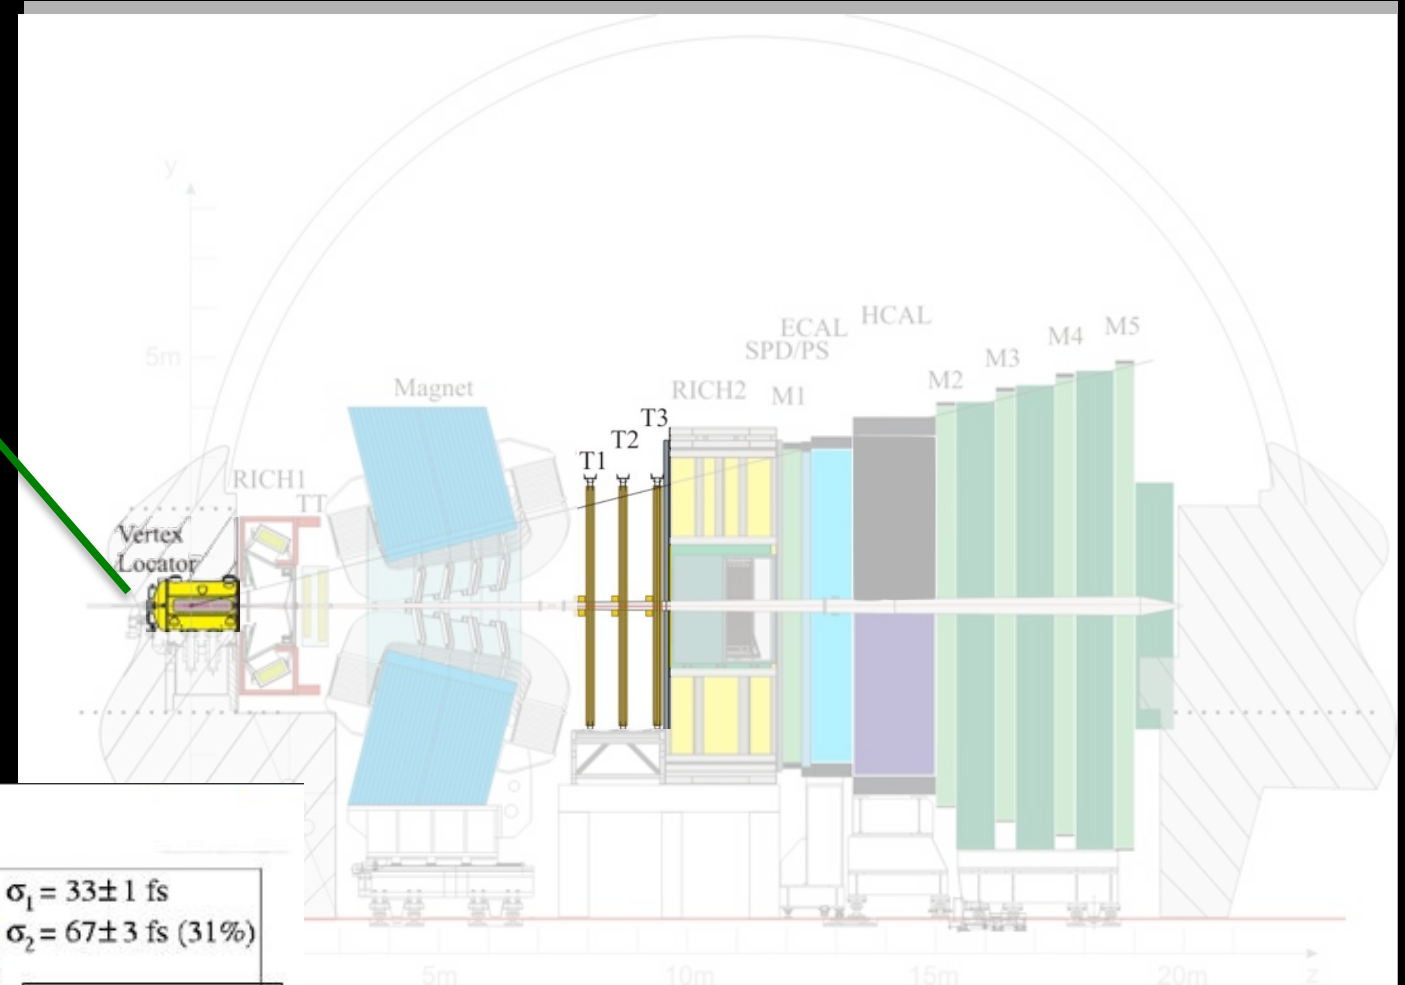 y
5m
Magnet
RICH1
TT
Vertex
Locator
T1
T2
T3
RICH2
SPD/PS
ECAL
HCAL
M1
M2
M3
M4
M5
σ₁ = 33± 1 fs
σ₂ = 67± 3 fs (31%)
5m
10m
15m
20m
z